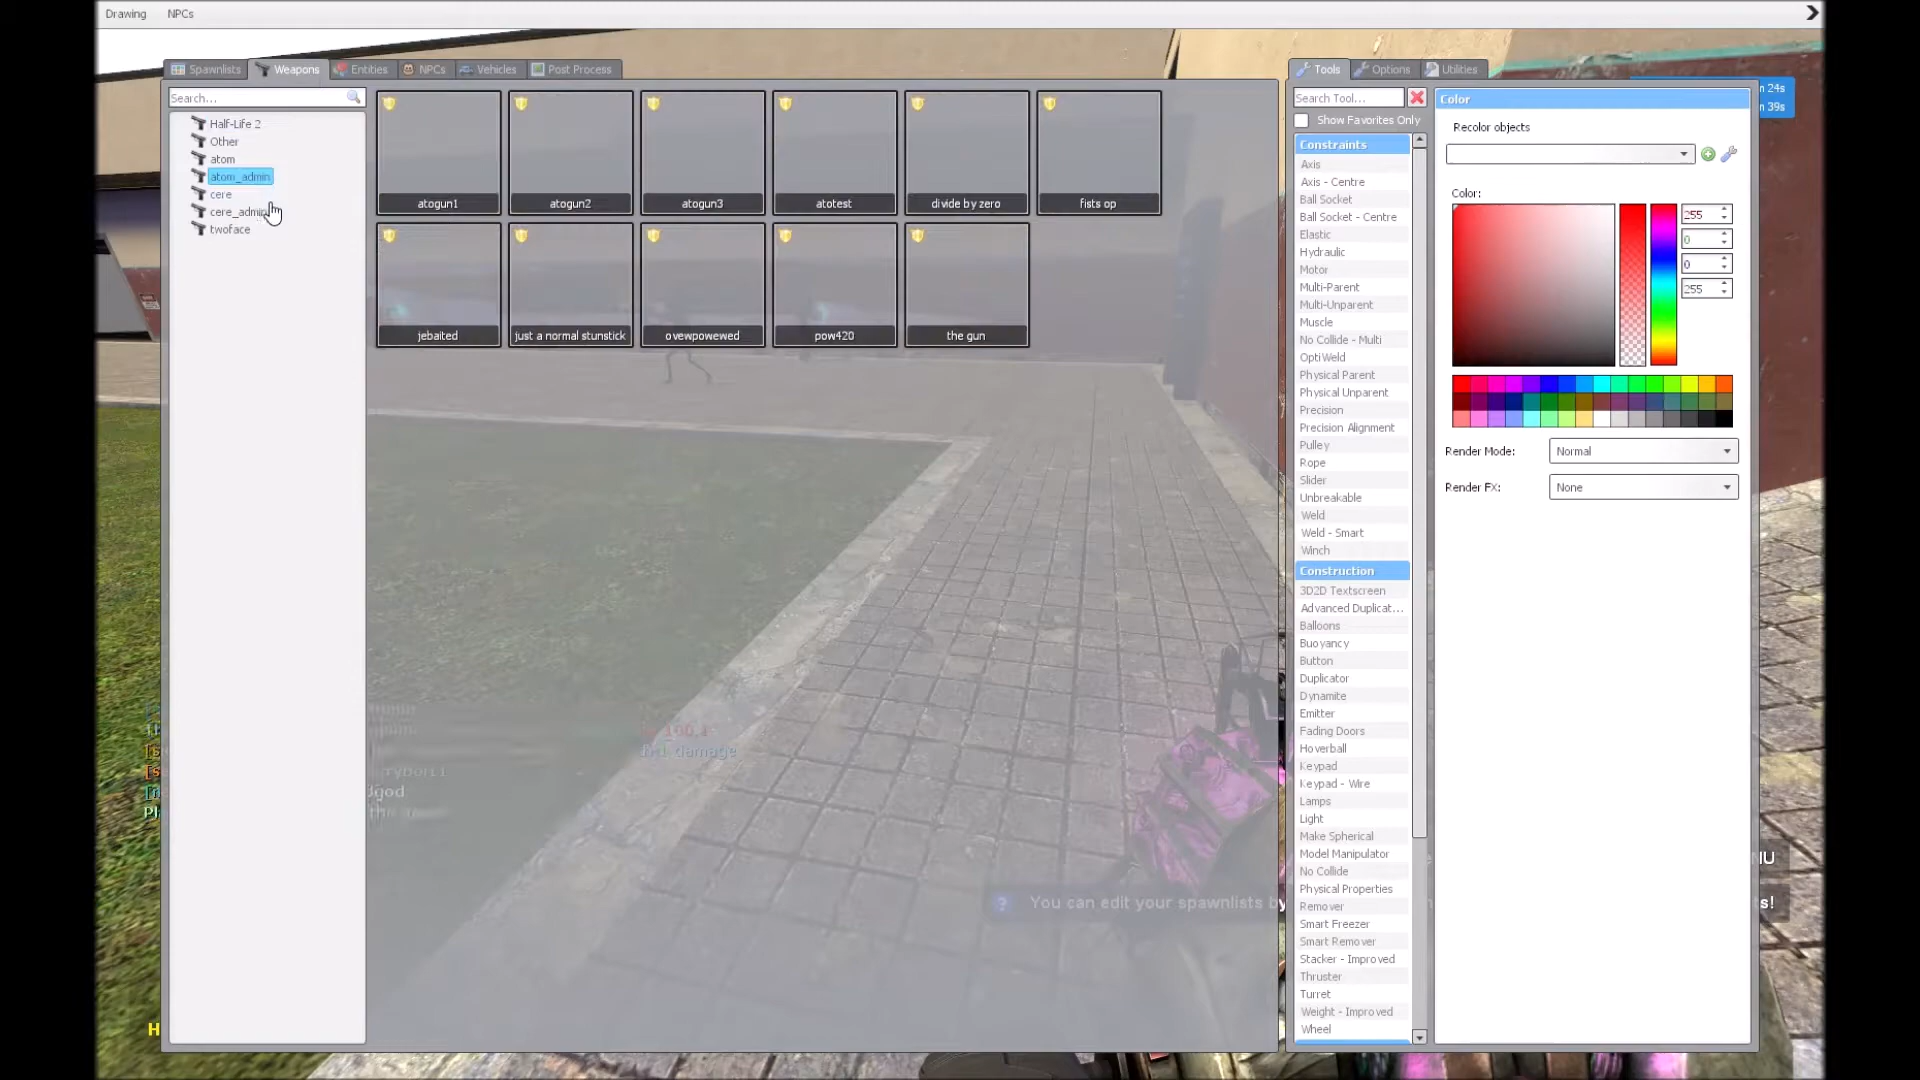 Drawing NPCs
Spawnlists Weapons Entities NPCs Vehicles Post Process
Search...
Half-Life 2
Other
atom
atom_admin
cere
cere_admin
twoface
atogun1 atogun2 atogun3 atotest divide by zero fists op
jebaited just a normal stunstick ovewpowewed pow420 the gun
damage
You can edit your spawnlists by
Tools Options Utilities
Search Tool...
Show Favorites Only
Constraints
Axis
Axis - Centre
Ball Socket
Ball Socket - Centre
Elastic
Hydraulic
Motor
Multi-Parent
Multi-Unparent
Muscle
No Collide - Multi
OptiWeld
Physical Parent
Physical Unparent
Precision
Precision Alignment
Pulley
Rope
Slider
Unbreakable
Weld
Weld - Smart
Winch
Construction
3D2D Textscreen
Advanced Duplicat...
Balloons
Buoyancy
Button
Duplicator
Dynamite
Emitter
Fading Doors
Hoverball
Keypad
Keypad - Wire
Lamps
Light
Make Spherical
Model Manipulator
No Collide
Physical Properties
Remover
Smart Freezer
Smart Remover
Stacker - Improved
Thruster
Turret
Weight - Improved
Wheel
Color
Recolor objects
Color:
255
0
0
255
Render Mode: Normal
Render FX: None
24s
39s
NU
s!
H